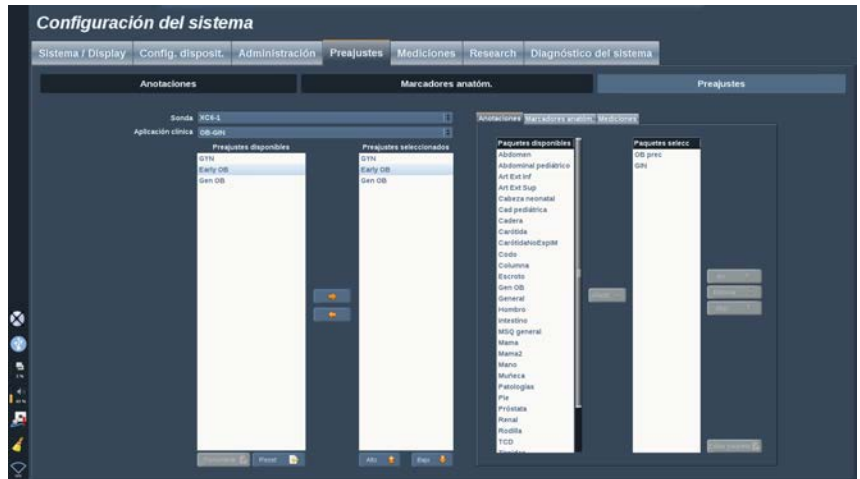 Configuración del sistema
Sistema / Display Config. disposit. Administración Preajustes Mediciones Research Diagnóstico del sistema
Anotaciones Marcadores anatóm. Preajustes
Sonda XC6-1
Aplicación clínica OB-GIN
Preajustes disponibles Preajustes seleccionados
GYN
Early OB
Gen OB
GYN
Early OB
Gen OB
Reset
Alto Bajo
Anotaciones Marcadores anatóm. Mediciones
Paquetes disponibles
Abdomen
Abdominal pediátrico
Art Ext Inf
Art Ext Sup
Cabeza neonatal
Cad pediátrica
Cadera
Carótida
CarótidaNoExpIM
Codo
Columna
Escroto
Gen OB
General
Hombro
Intestino
MSQ general
Mama
Mama2
Mano
Muñeca
Patologías
Pie
Próstata
Renal
Rodilla
TCD
Paquetes selecc
OB prec
GIN